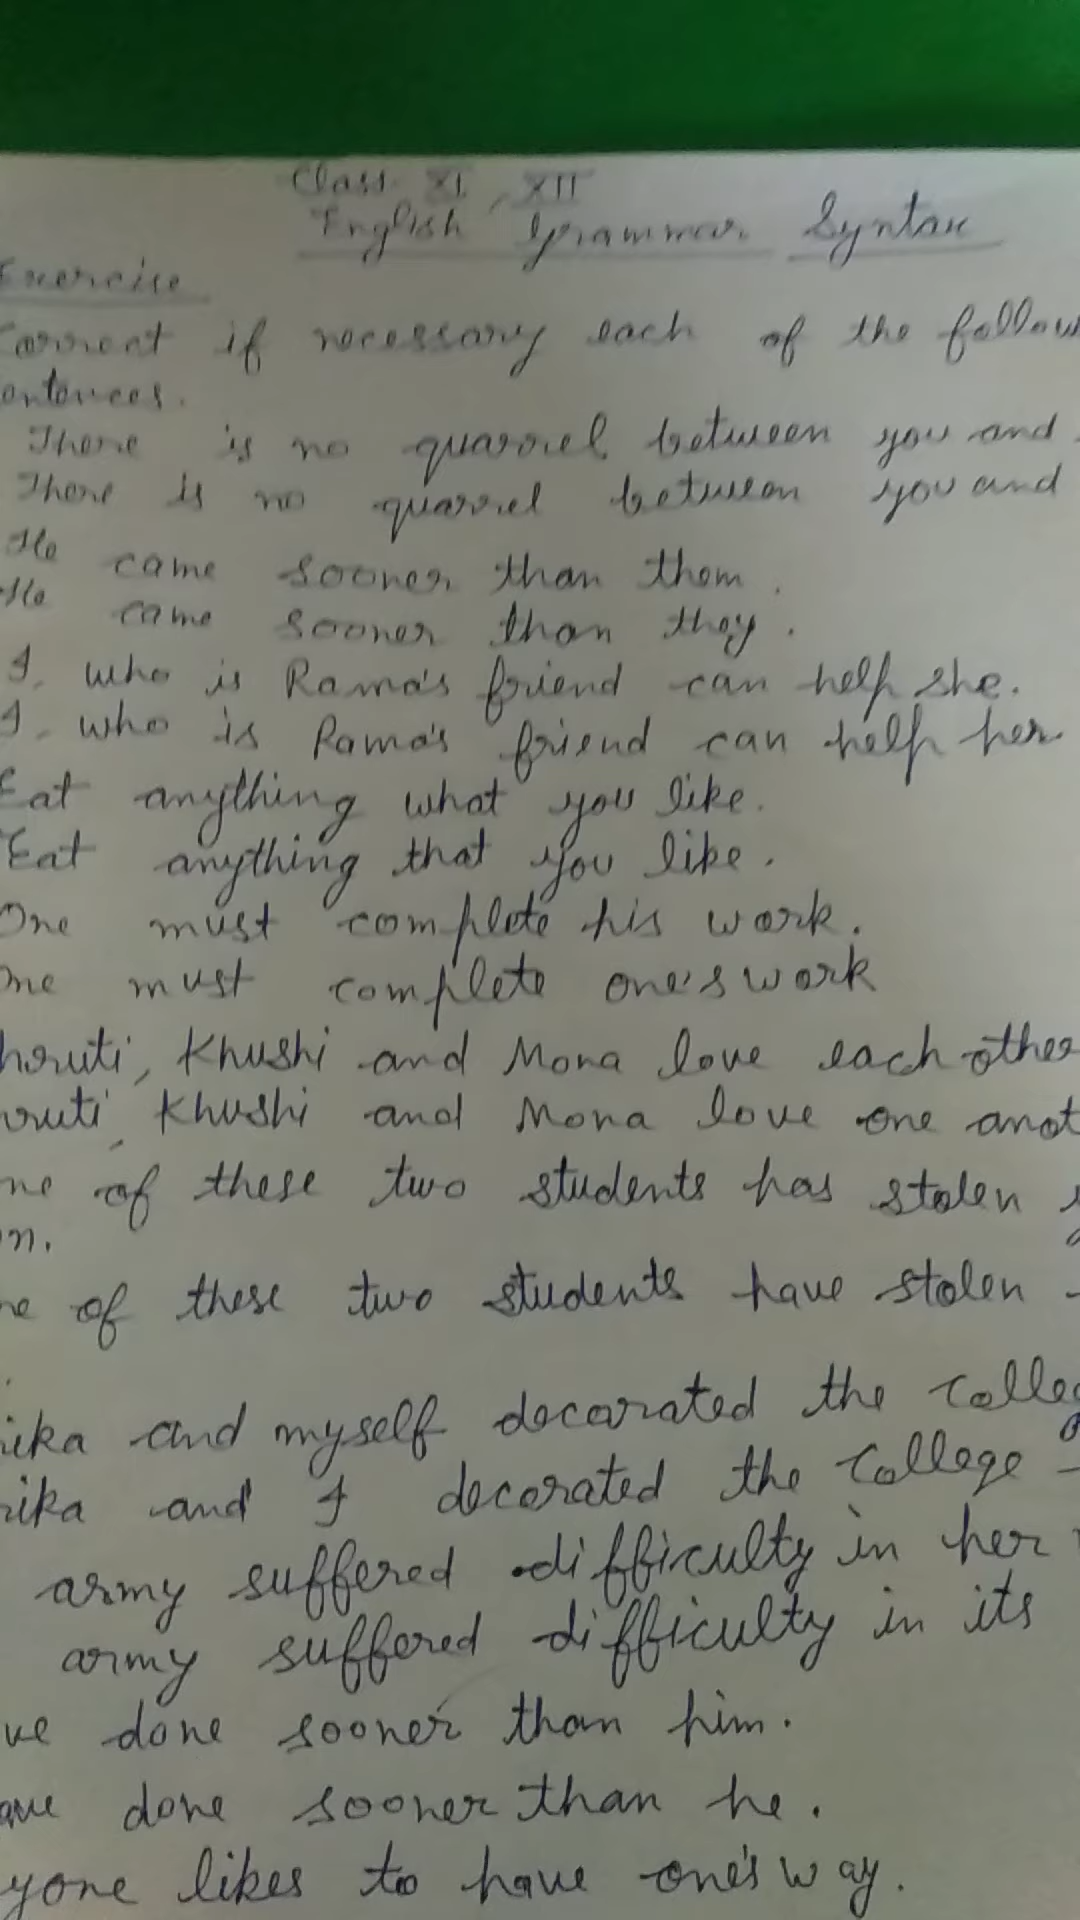 Class XI, XII
English Grammar Syntax
Exercise
Correct if necessary each of the follow
entences.
There is no quarrel between you and
There is no quarrel between you and
He came sooner than them.
He came sooner than they.
I, who is Rama's friend can help she.
I, who is Rama's friend can help her.
Eat anything what you like.
Eat anything that you like.
One must complete his work.
One must complete one's work
hruti, Khushi and Mona love each other
hruti, Khushi and Mona love one anot
ne of these two students has stolen
n.
ne of these two students have stolen
ika and myself decorated the Colleg
rika and I decorated the College
army suffered difficulty in her
army suffered difficulty in its
ve done sooner than him.
ave done sooner than he.
yone likes to have one's way.